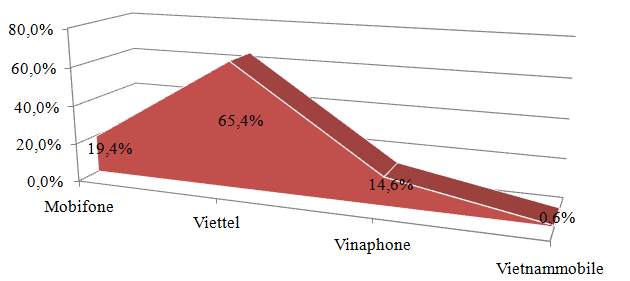 80,0%
60,0%
40,0%
20,0%
0,0%
65,4%
19,4%
14,6%
0,6%
Mobifone
Viettel
Vinaphone
Vietnammobile